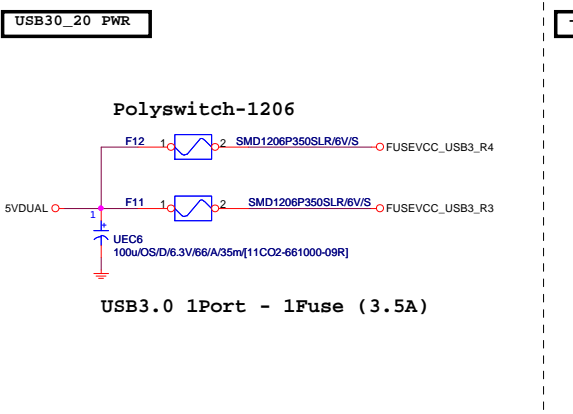 USB30_20 PWR
Polyswitch-1206
F12 1 2 SMD1206P350SLR/6V/S FUSEVCC_USB3_R4
5VDUAL 1 F11 1 2 SMD1206P350SLR/6V/S FUSEVCC_USB3_R3
+
UEC6
100u/OS/D/6.3V/66/A/35m/[11CO2-661000-09R]
USB3.0 1Port - 1Fuse (3.5A)